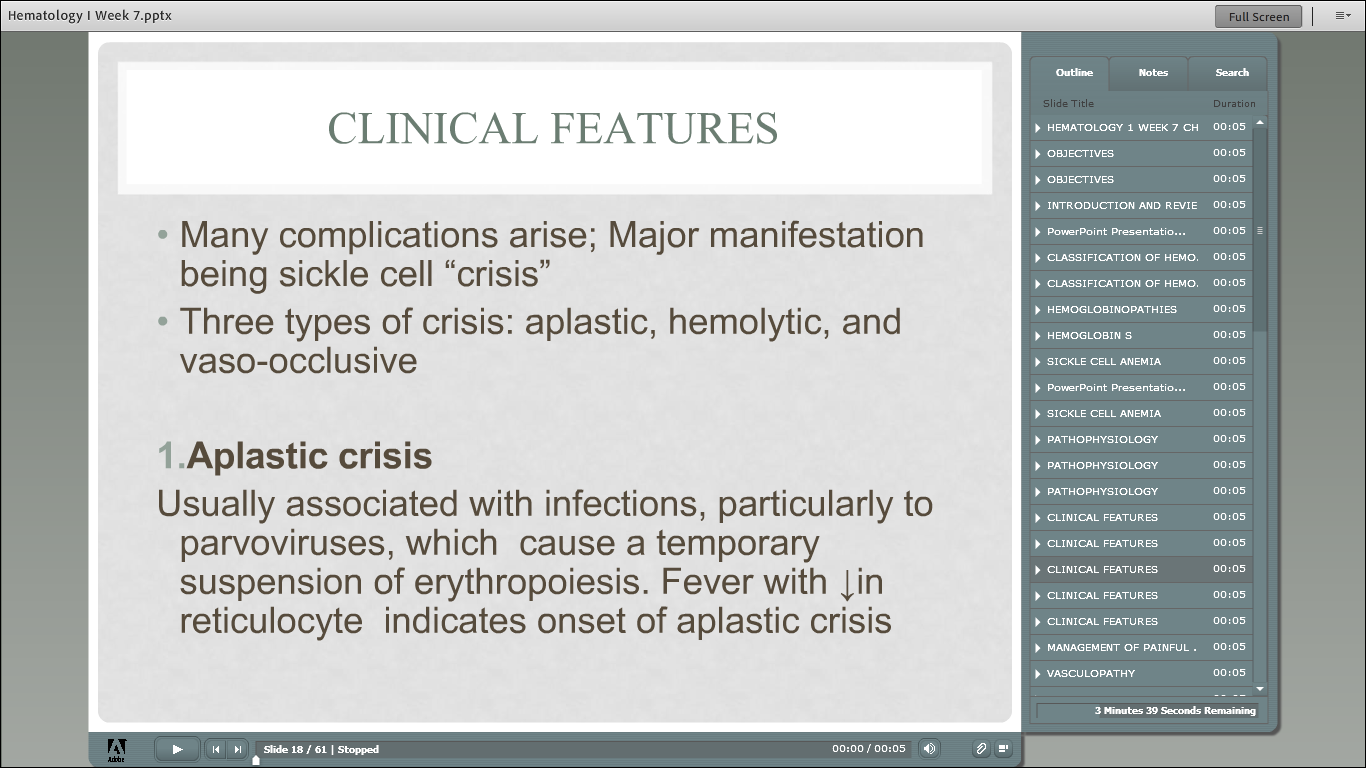 Hematology I Week 7.pptx
Full Screen
CLINICAL FEATURES
• Many complications arise; Major manifestation
being sickle cell “crisis”
• Three types of crisis: aplastic, hemolytic, and
vaso-occlusive
1.Aplastic crisis
Usually associated with infections, particularly to
parvoviruses, which cause a temporary
suspension of erythropoiesis. Fever with ↓in
reticulocyte indicates onset of aplastic crisis
Outline Notes Search
Slide Title Duration
HEMATOLOGY 1 WEEK 7 CH 00:05
OBJECTIVES 00:05
OBJECTIVES 00:05
INTRODUCTION AND REVIE 00:05
PowerPoint Presentatio... 00:05
CLASSIFICATION OF HEMO. 00:05
CLASSIFICATION OF HEMO. 00:05
HEMOGLOBINOPATHIES 00:05
HEMOGLOBIN S 00:05
SICKLE CELL ANEMIA 00:05
PowerPoint Presentatio... 00:05
SICKLE CELL ANEMIA 00:05
PATHOPHYSIOLOGY 00:05
PATHOPHYSIOLOGY 00:05
PATHOPHYSIOLOGY 00:05
CLINICAL FEATURES 00:05
CLINICAL FEATURES 00:05
CLINICAL FEATURES 00:05
CLINICAL FEATURES 00:05
CLINICAL FEATURES 00:05
MANAGEMENT OF PAINFUL . 00:05
VASCULOPATHY 00:05
3 Minutes 39 Seconds Remaining
Adobe
Slide 18 / 61 | Stopped
00:00 / 00:05